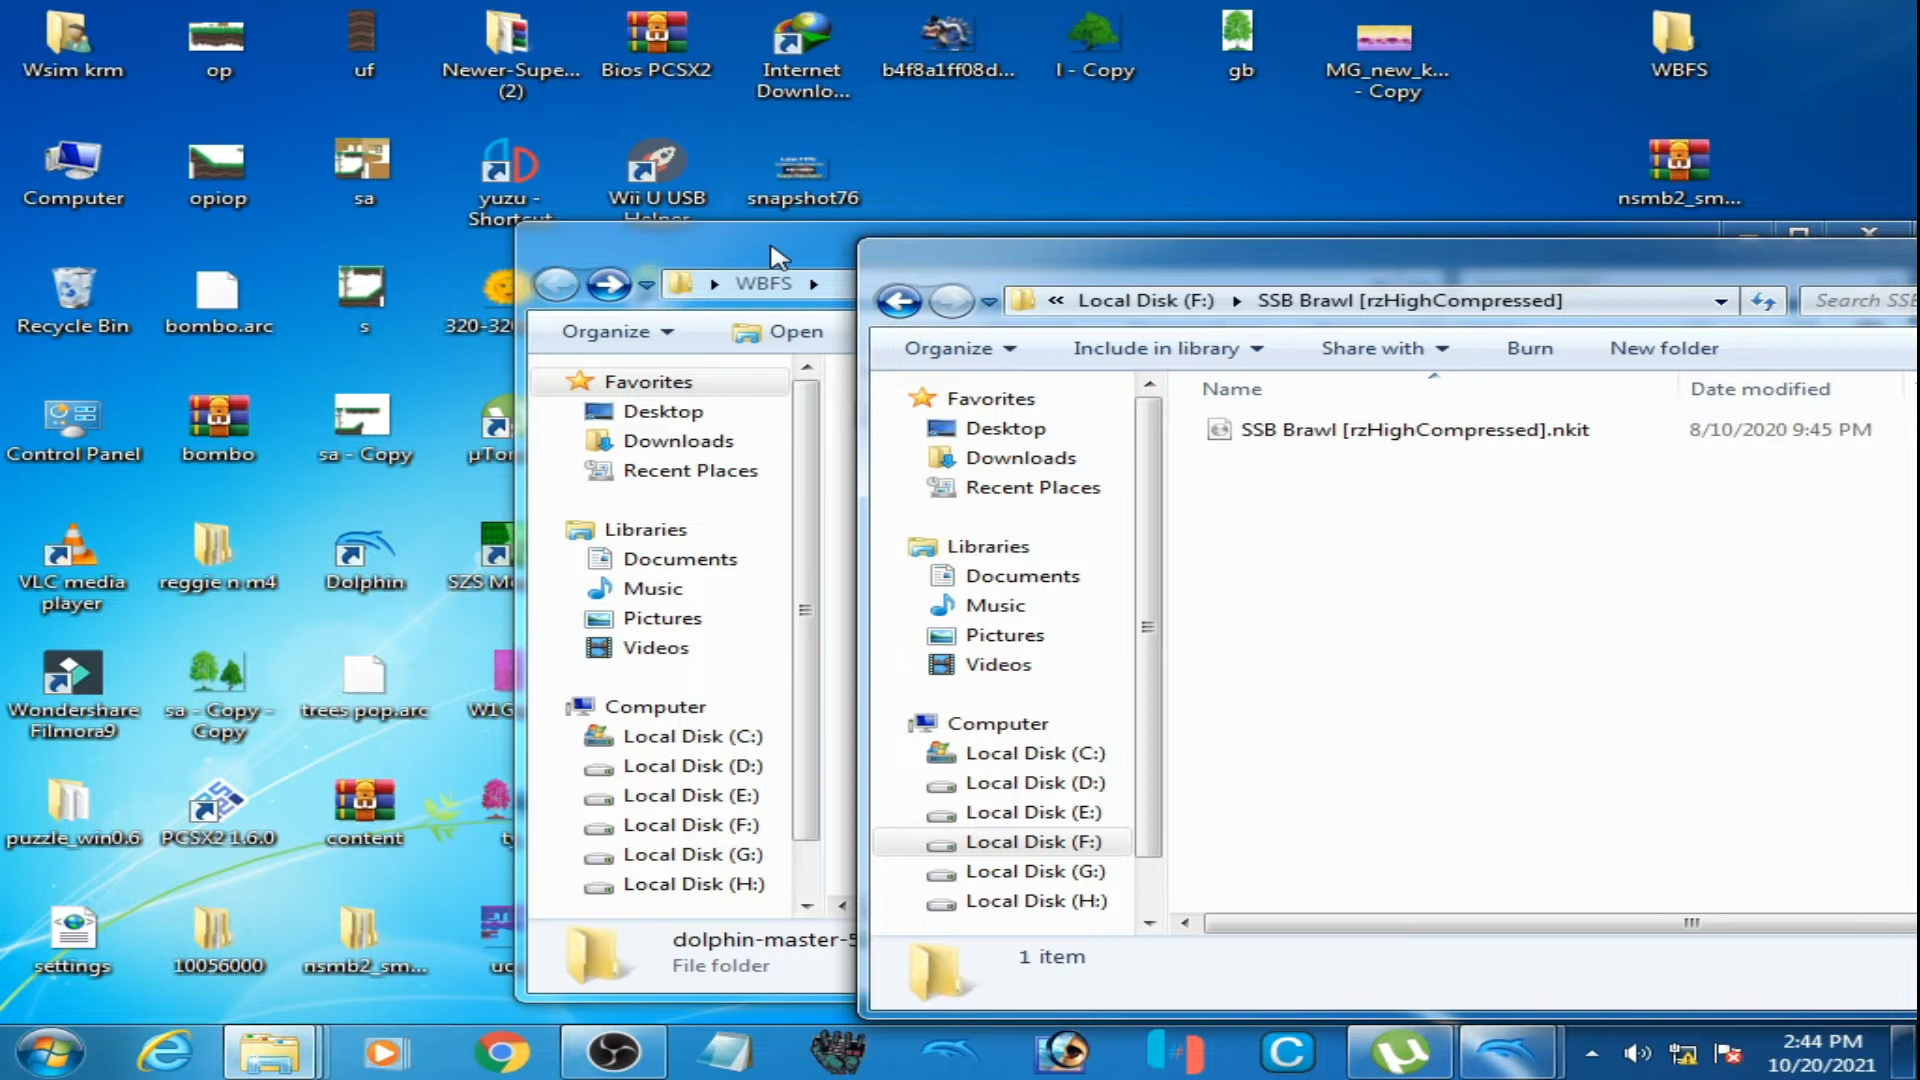 Wsim krm
op
uf
Newer-Supe...
(2)
Bios PCSX2
Internet
Downlo...
b4f8a1ff08d...
l - Copy
gb
MG_new_k...
- Copy
WBFS
Computer
opiop
sa
yuzu -
Shortcut
Wii U USB
Helper
snapshot76
nsmb2_sm...
Recycle Bin
bombo.arc
s
Control Panel
bombo
sa - Copy
VLC media
player
reggie n m4
Dolphin
Wondershare
Filmora9
sa - Copy -
Copy
trees pop.arc
puzzle_win0.6
PCSX2 1.6.0
content
settings
10056000
nsmb2_sm...
WBFS
Organize
Open
Favorites
Desktop
Downloads
Recent Places
Libraries
Documents
Music
Pictures
Videos
Computer
Local Disk (C:)
Local Disk (D:)
Local Disk (E:)
Local Disk (F:)
Local Disk (G:)
Local Disk (H:)
dolphin-master-5
File folder
« Local Disk (F:) SSB Brawl [rzHighCompressed]
Search SSB
Organize
Include in library
Share with
Burn
New folder
Name
Date modified
SSB Brawl [rzHighCompressed].nkit
8/10/2020 9:45 PM
Favorites
Desktop
Downloads
Recent Places
Libraries
Documents
Music
Pictures
Videos
Computer
Local Disk (C:)
Local Disk (D:)
Local Disk (E:)
Local Disk (F:)
Local Disk (G:)
Local Disk (H:)
1 item
2:44 PM
10/20/2021